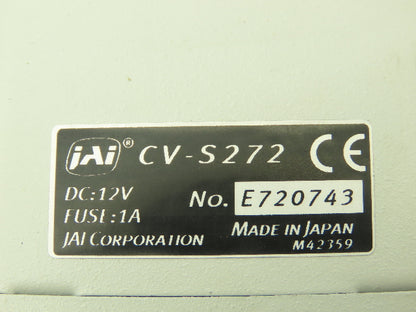 JAI® CV-S272 CE
DC:12V No. E720743
FUSE:1A MADE IN JAPAN
JAI CORPORATION M42359